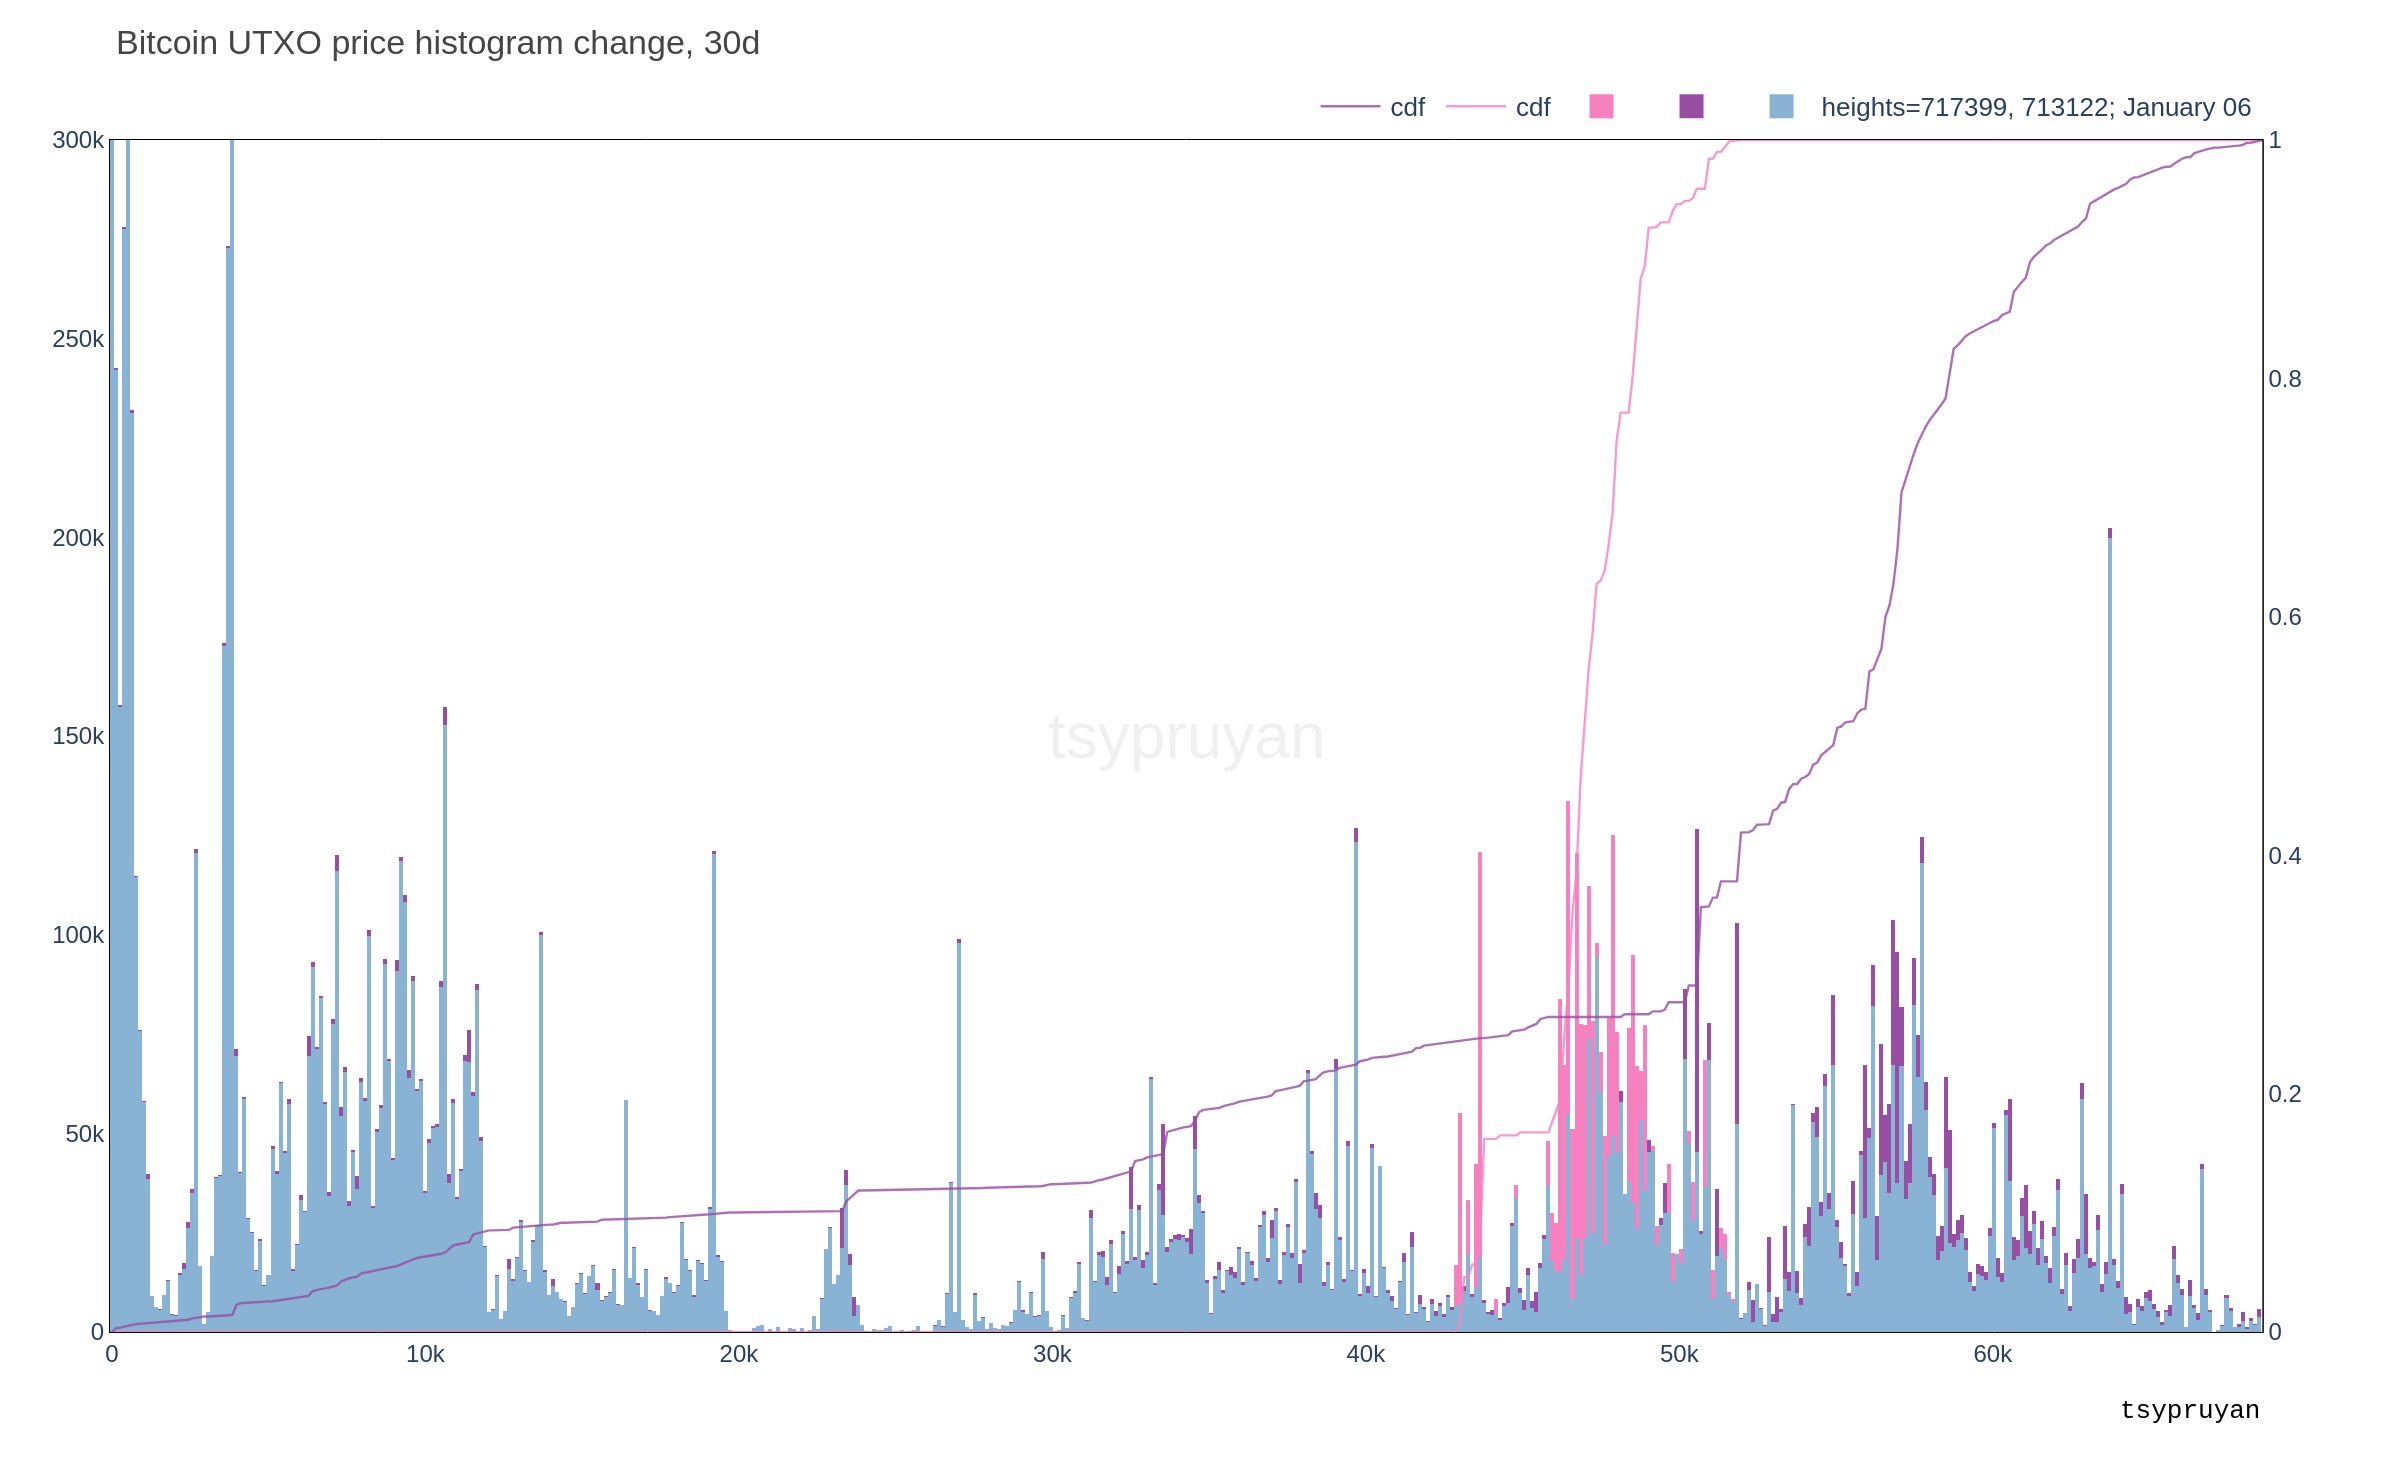 Bitcoin UTXO price histogram change, 30d
cdf cdf heights=717399, 713122; January 06
300k 1
250k
0.8
200k
0.6
150k
tsypruyan
0.4
100k
0.2
50k
0 0
0 10k 20k 30k 40k 50k 60k
tsypruyan